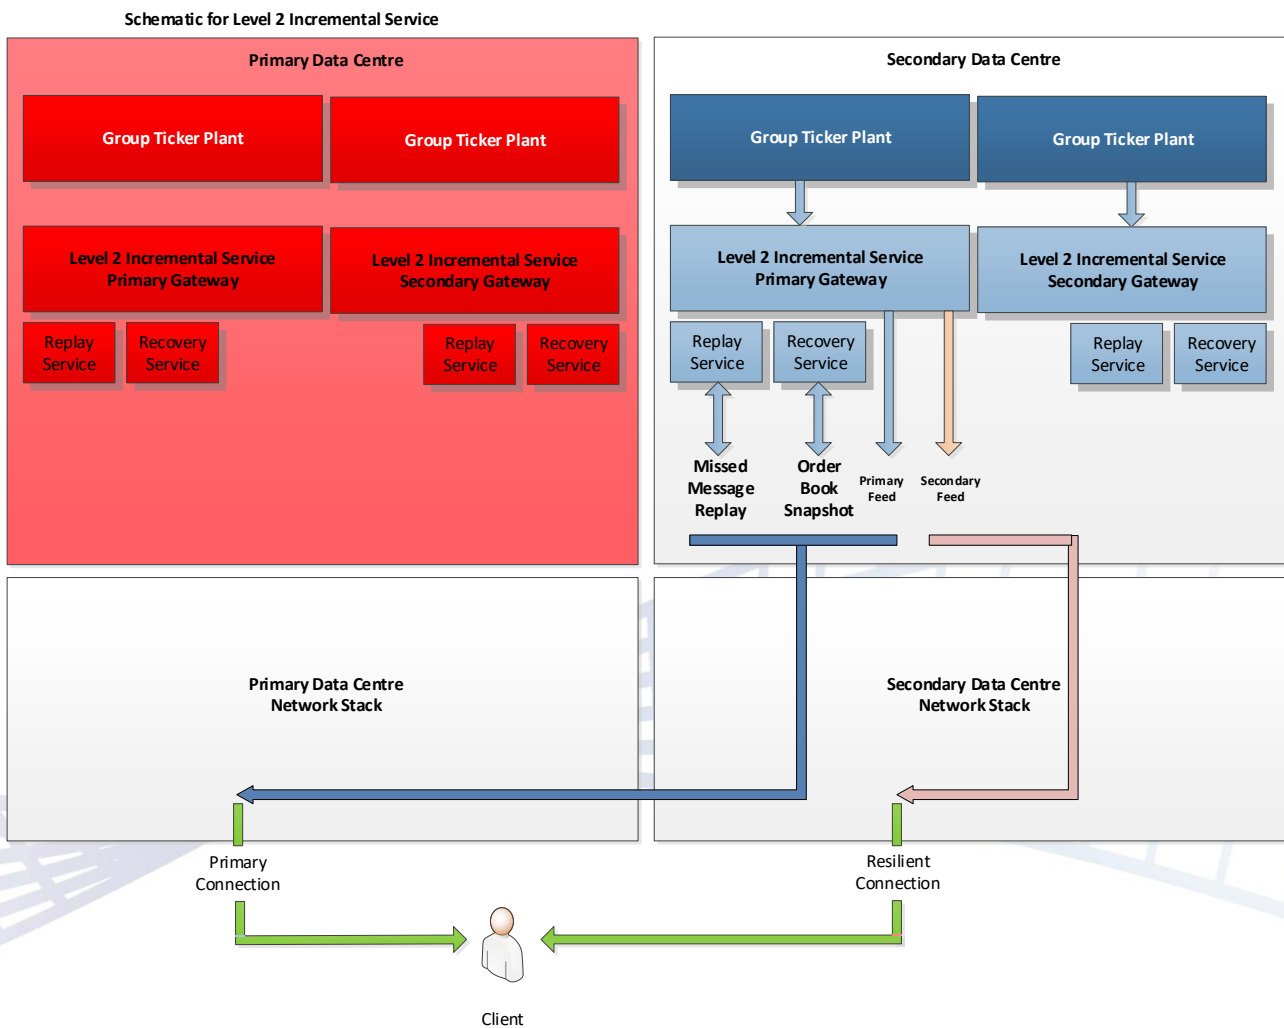 Schematic for Level 2 Incremental Service
Primary Data Centre
Group Ticker Plant
Group Ticker Plant
Level 2 Incremental Service
Primary Gateway
Level 2 Incremental Service
Secondary Gateway
Replay
Service
Recovery
Service
Replay
Service
Recovery
Service
Secondary Data Centre
Group Ticker Plant
Group Ticker Plant
Level 2 Incremental Service
Primary Gateway
Level 2 Incremental Service
Secondary Gateway
Replay
Service
Recovery
Service
Replay
Service
Recovery
Service
Missed
Message
Replay
Order
Book
Snapshot
Primary
Feed
Secondary
Feed
Primary Data Centre
Network Stack
Secondary Data Centre
Network Stack
Primary
Connection
Resilient
Connection
Client